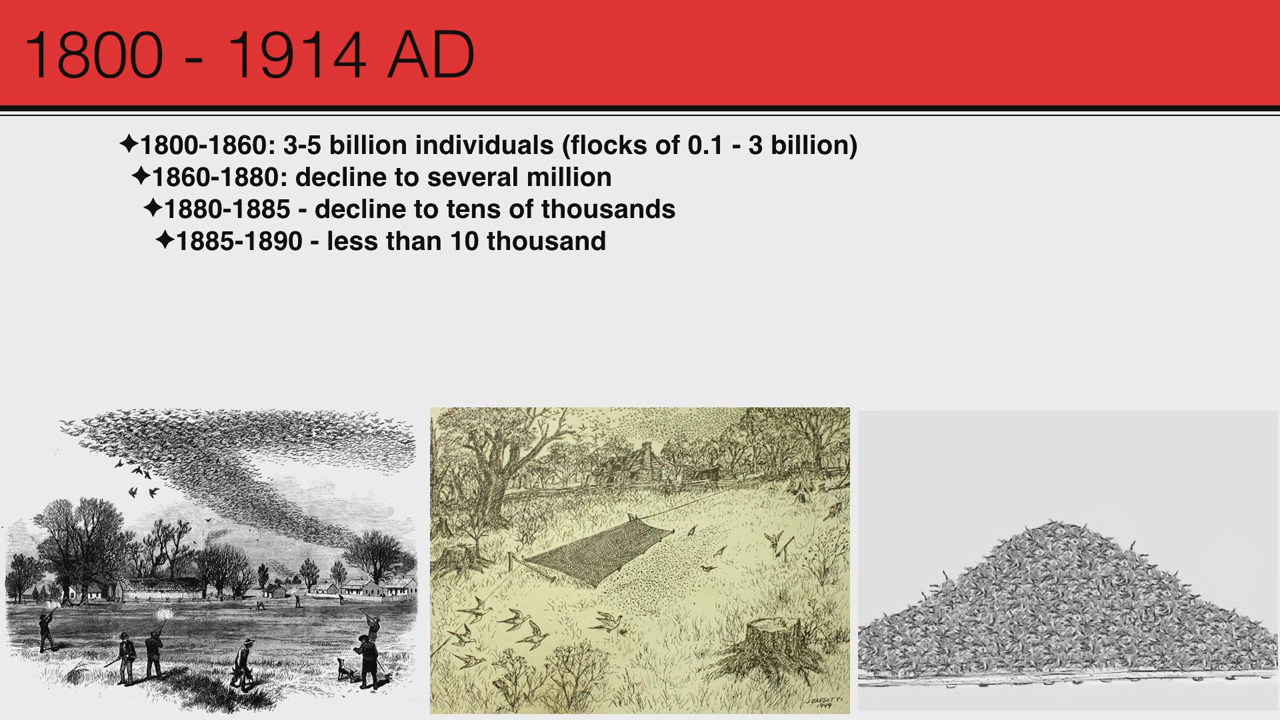 1800 - 1914 AD
✦1800-1860: 3-5 billion individuals (flocks of 0.1 - 3 billion)
✦1860-1880: decline to several million
✦1880-1885 - decline to tens of thousands
✦1885-1890 - less than 10 thousand